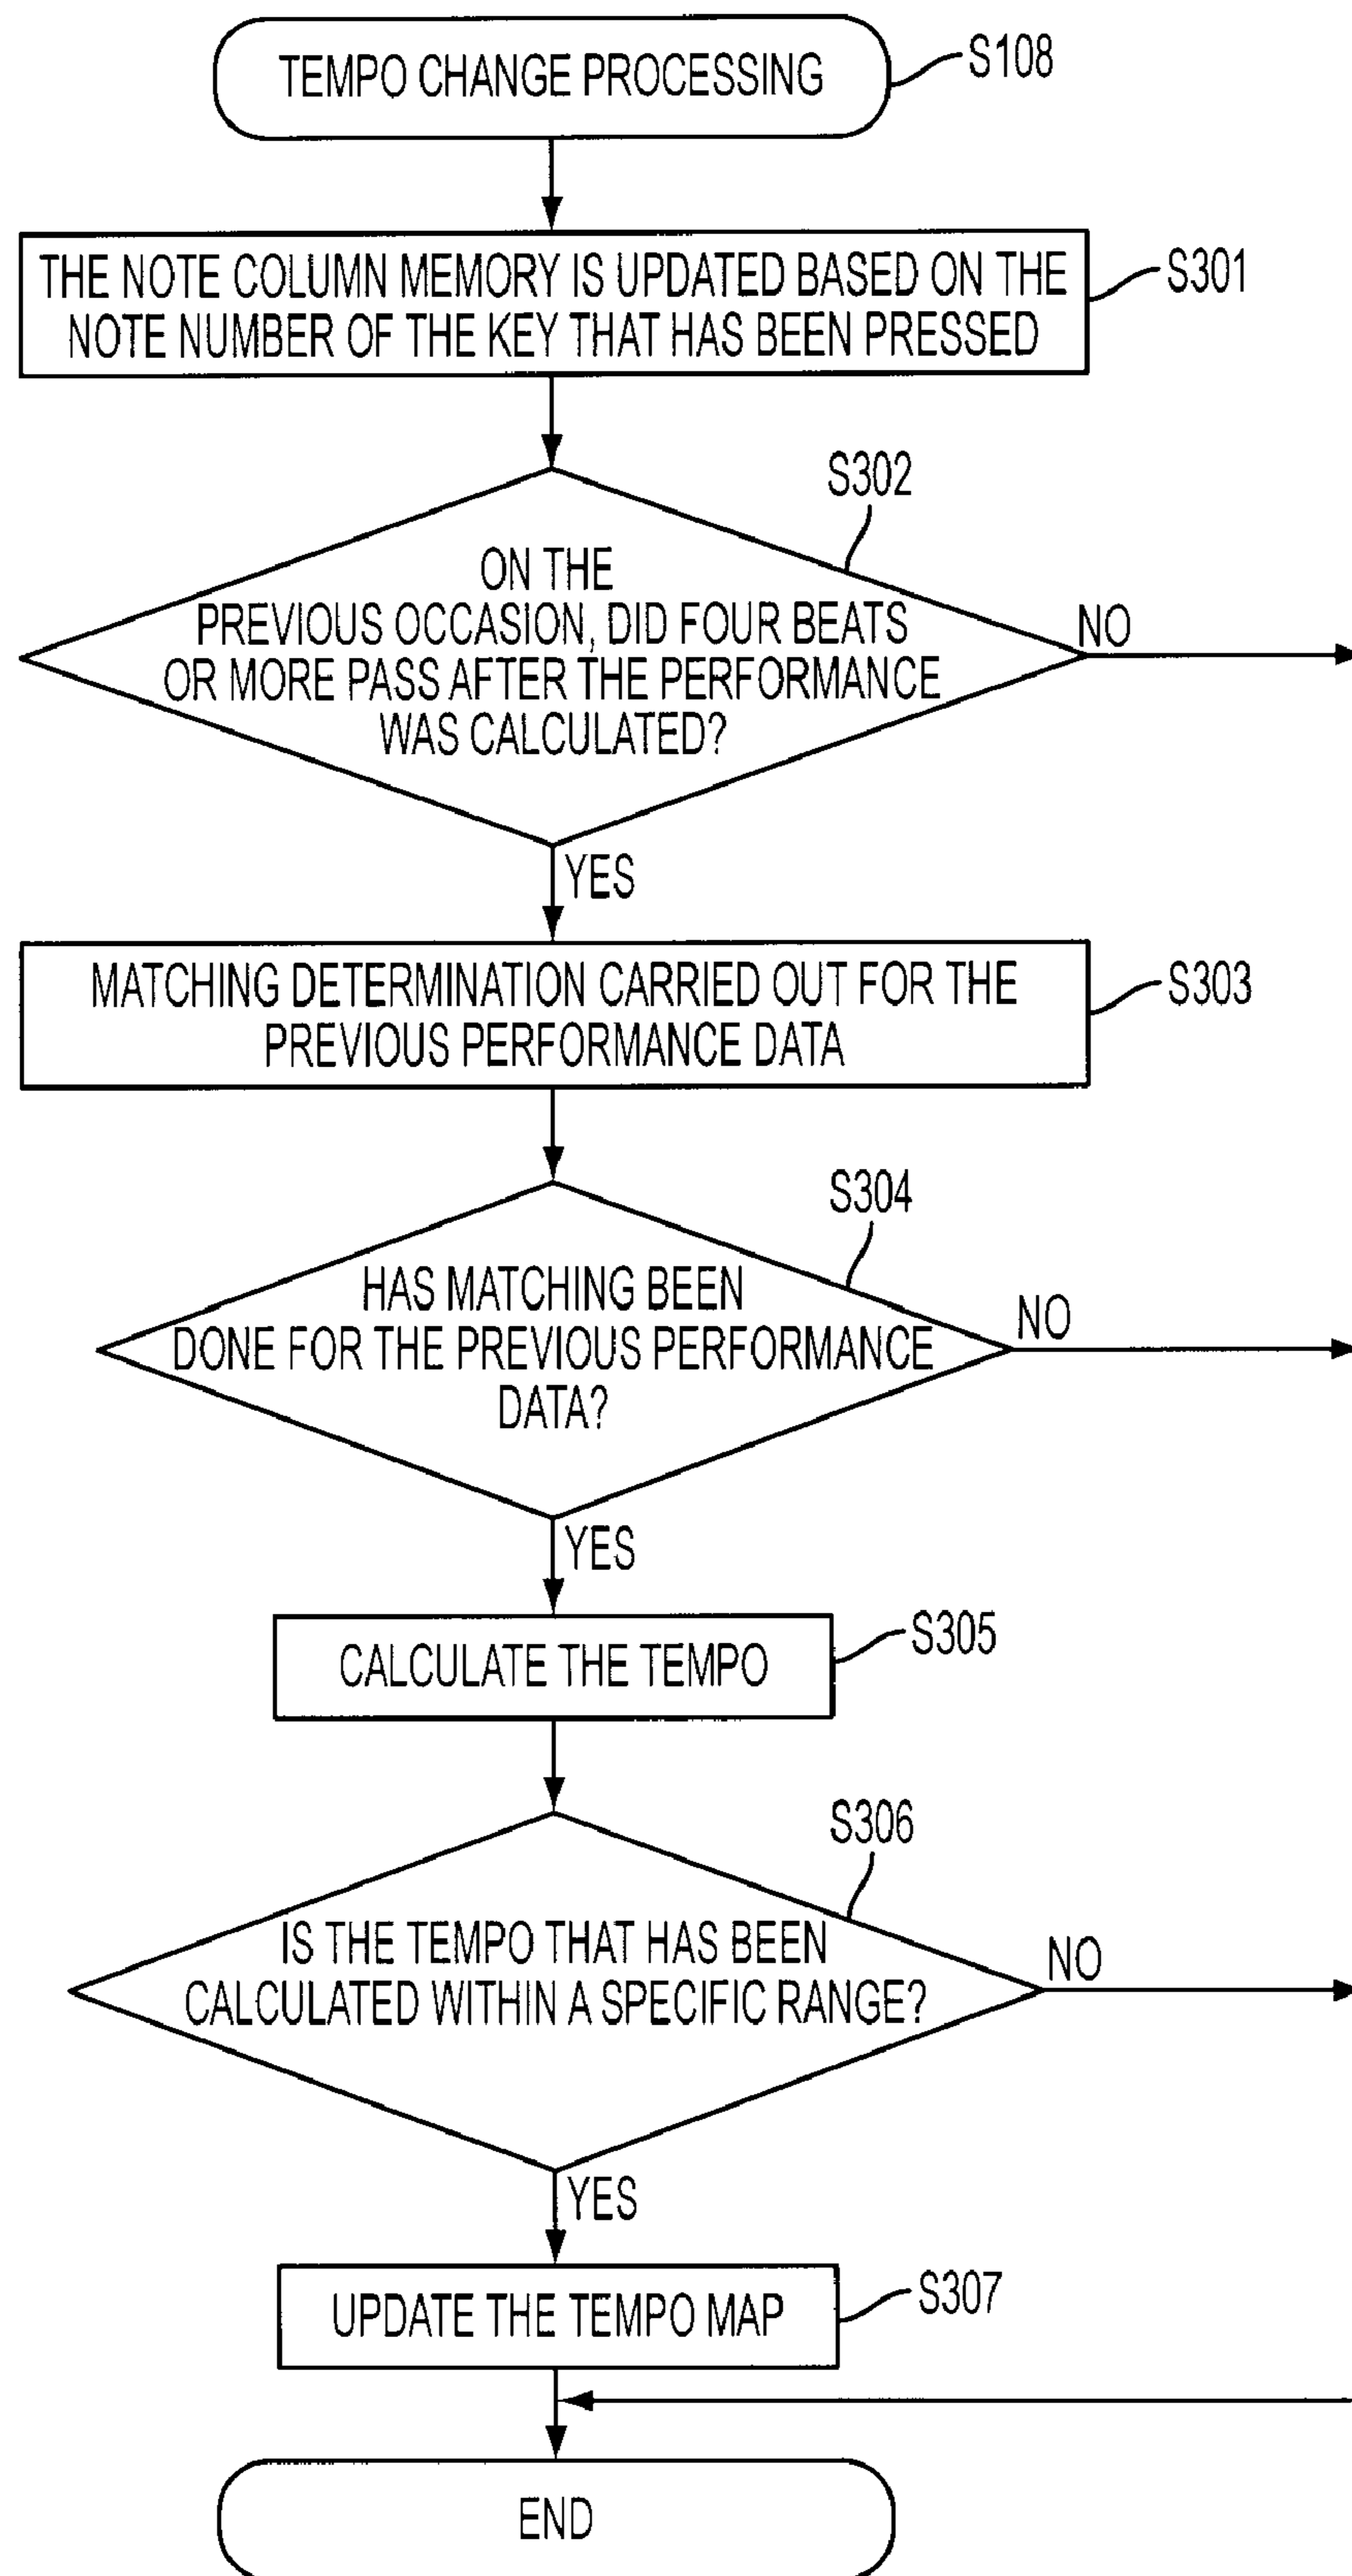 TEMPO CHANGE PROCESSING
S108
THE NOTE COLUMN MEMORY IS UPDATED BASED ON THE
NOTE NUMBER OF THE KEY THAT HAS BEEN PRESSED
S301
S302
ON THE
PREVIOUS OCCASION, DID FOUR BEATS
OR MORE PASS AFTER THE PERFORMANCE
WAS CALCULATED?
NO
YES
MATCHING DETERMINATION CARRIED OUT FOR THE
PREVIOUS PERFORMANCE DATA
S303
S304
HAS MATCHING BEEN
DONE FOR THE PREVIOUS PERFORMANCE
DATA?
NO
YES
CALCULATE THE TEMPO
S305
S306
IS THE TEMPO THAT HAS BEEN
CALCULATED WITHIN A SPECIFIC RANGE?
NO
YES
UPDATE THE TEMPO MAP
S307
END